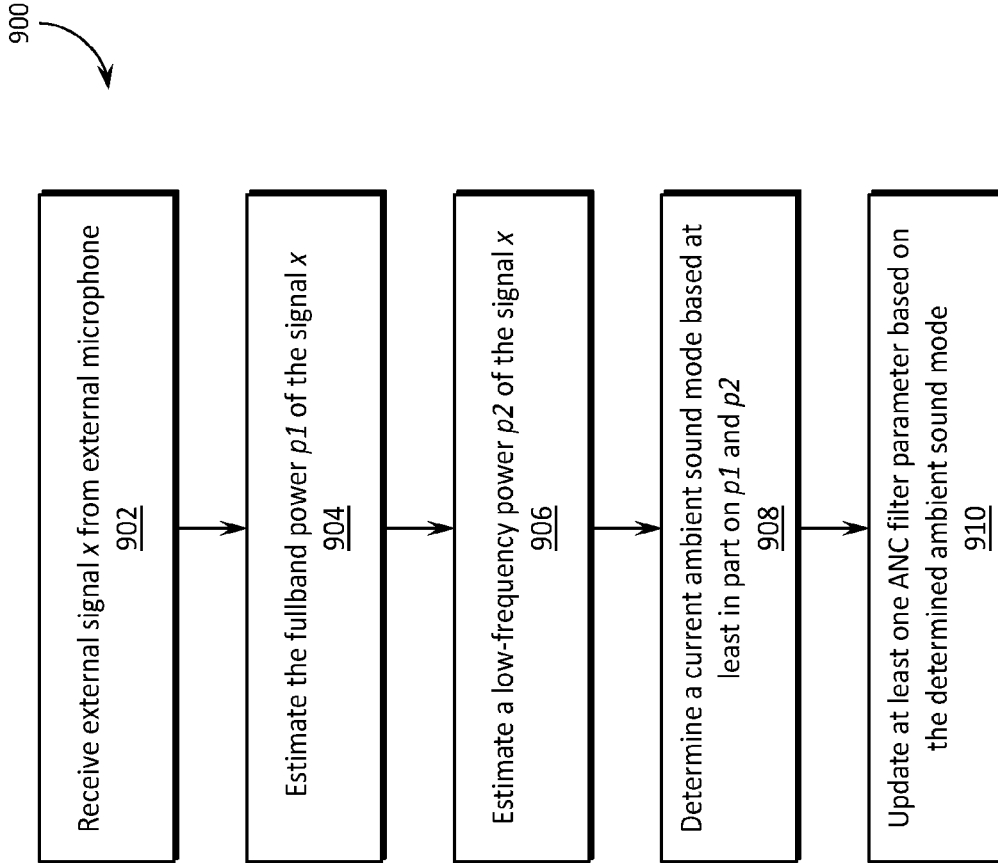 900
Receive external signal x from external microphone
902
Estimate the fullband power p1 of the signal x
904
Estimate a low-frequency power p2 of the signal x
906
Determine a current ambient sound mode based at
least in part on p1 and p2
908
Update at least one ANC filter parameter based on
the determined ambient sound mode
910